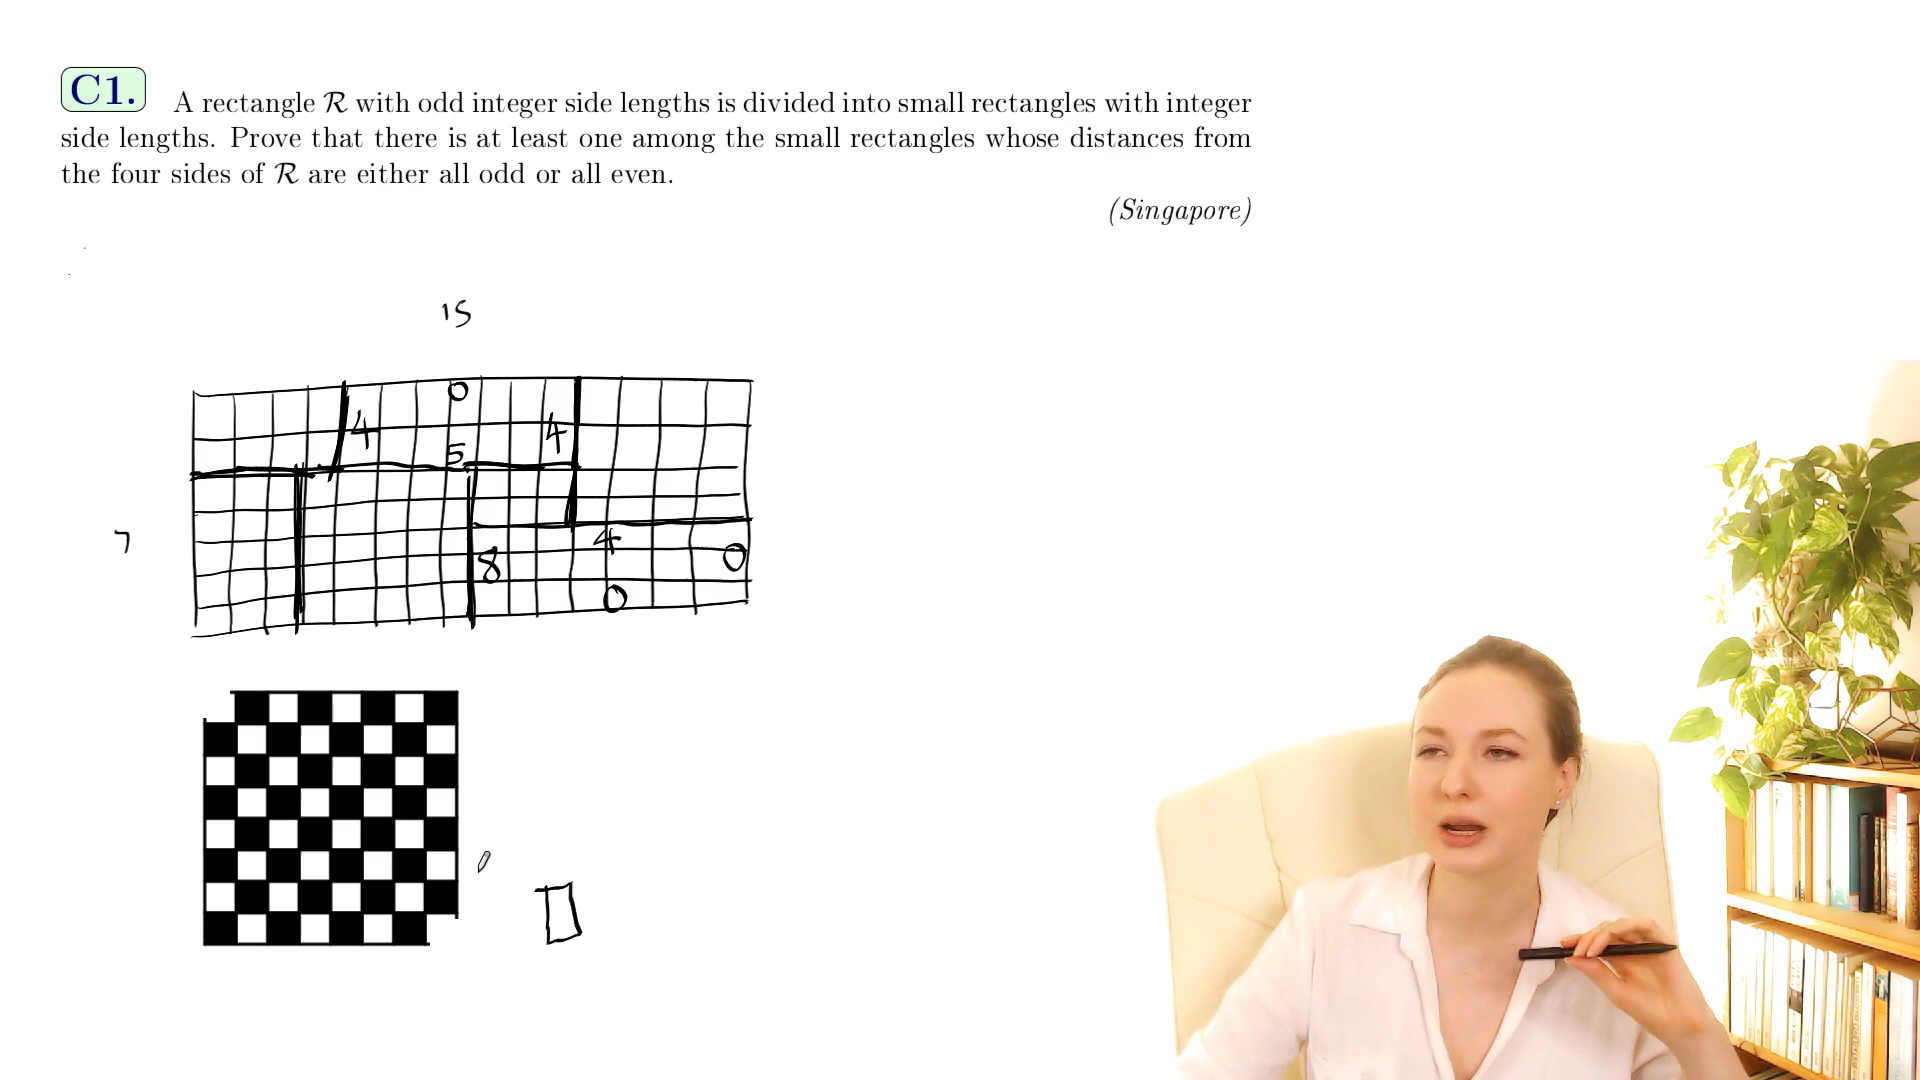 C1. A rectangle ℛ with odd integer side lengths is divided into small rectangles with integer
side lengths. Prove that there is at least one among the small rectangles whose distances from
the four sides of ℛ are either all odd or all even.
(Singapore)
15
0
4 4
5
7
4
8
0
0